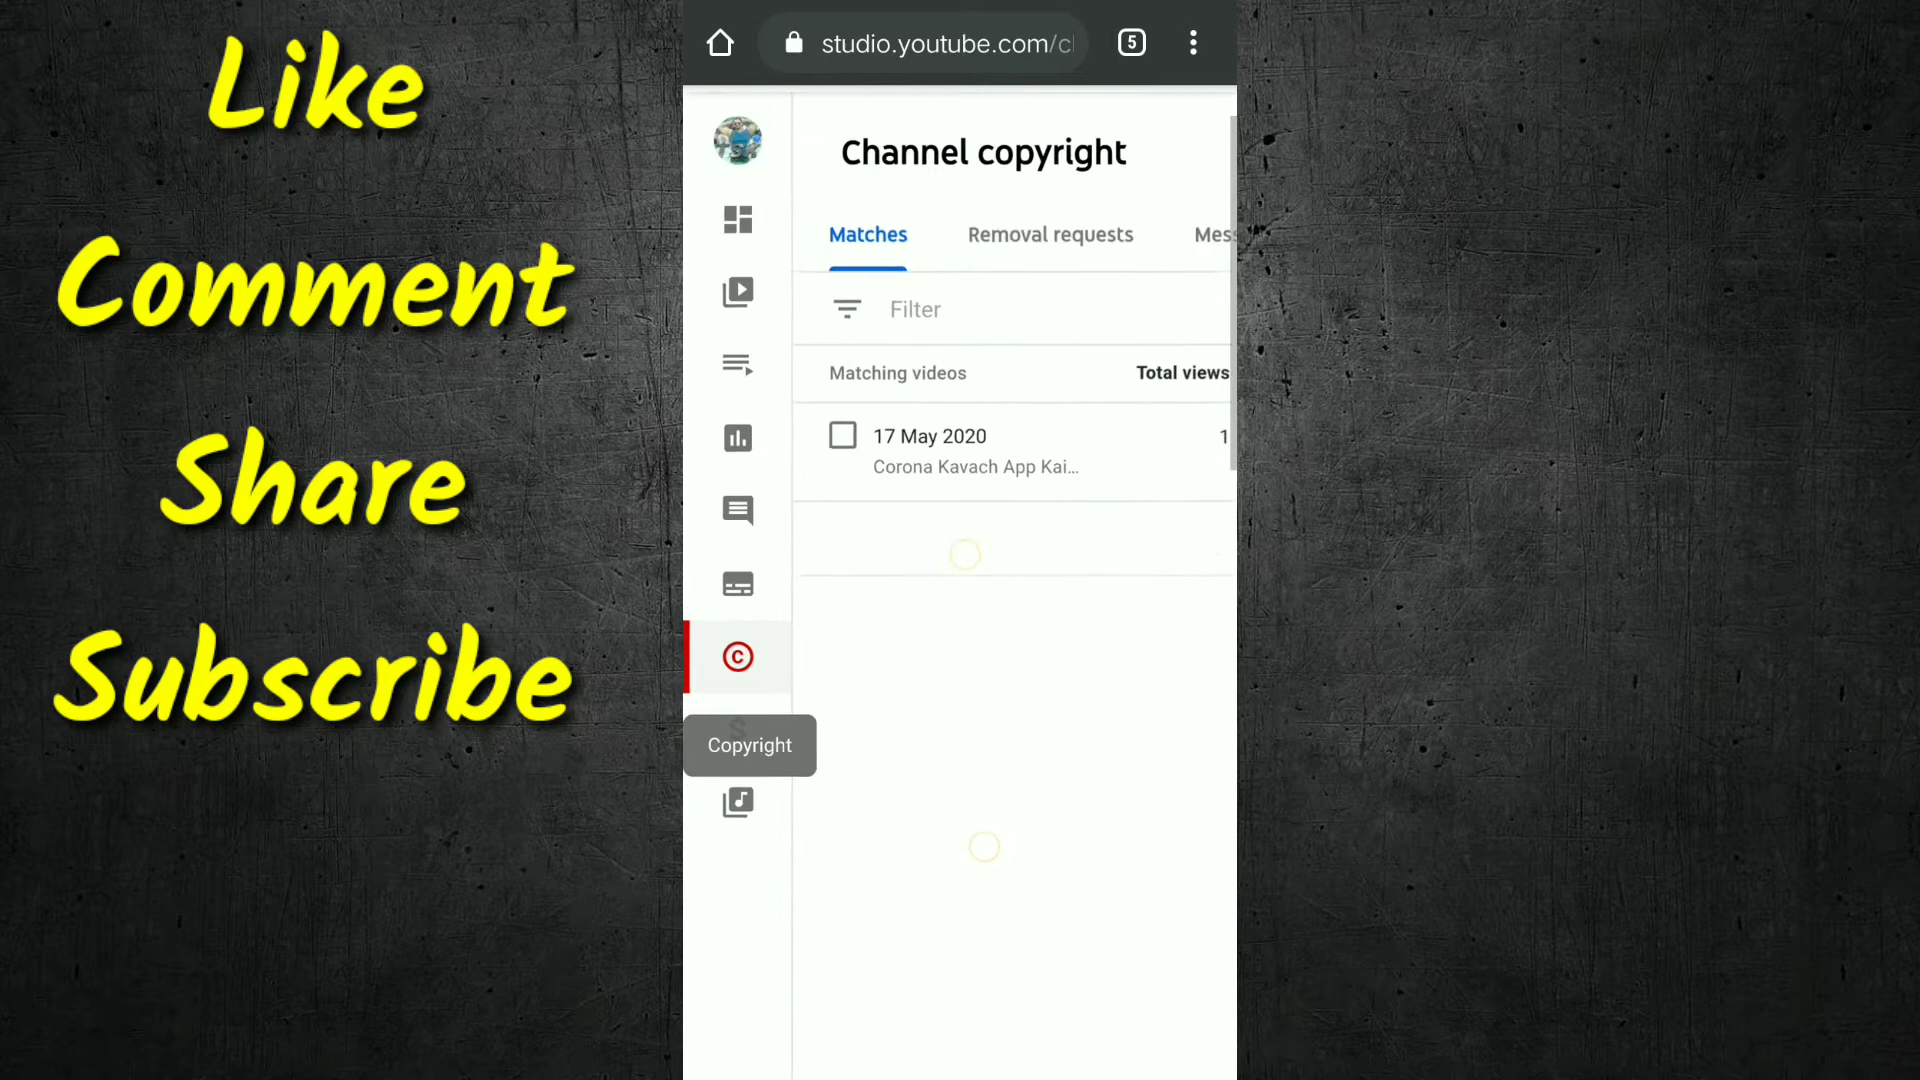 Like
Comment
Share
Subscribe
studio.youtube.com/c
5
Channel copyright
Matches Removal requests Mess
Filter
Matching videos Total views
17 May 2020 1
Corona Kavach App Kai...
C
Copyright